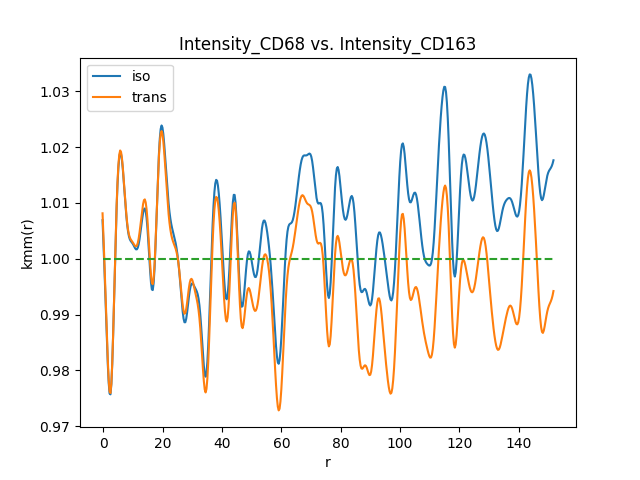 Intensity_CD68 vs. Intensity_CD163
iso
trans
1.03
1.02
1.01
1.00
0.99
0.98
0.97
kmm(r)
0 20 40 60 80 100 120 140
r